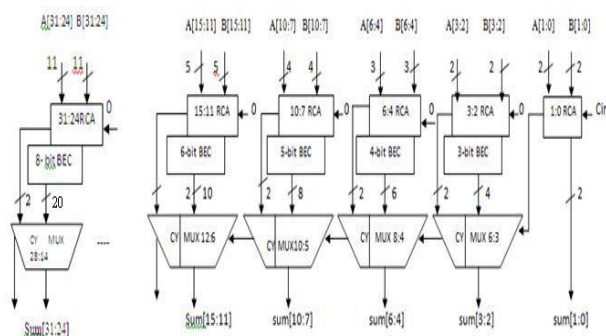 A[31:24] B[31:24]
A[15:11] B[15:11]
A[10:7] B[10:7]
A[6:4] B[6:4]
A[3:2] B[3:2]
A[1:0] B[1:0]
11 11
5 5
4 4
3 3
2 2
2 2
31:24RCA
0
15:11 RCA
0
10:7 RCA
0
6:4 RCA
0
3:2 RCA
0
1:0 RCA
Cin
8- bit BEC
6-bit BEC
5-bit BEC
4-bit BEC
3-bit BEC
2 20
2 10
2 8
2 6
2 4
2
CY MUX
28:14
----
CY MUX 12:6
CY MUX10:5
CY MUX 8:4
CY MUX 6:3
Sum[31:24]
Sum[15:11]
sum[10:7]
sum[6:4]
sum[3:2]
sum[1:0]